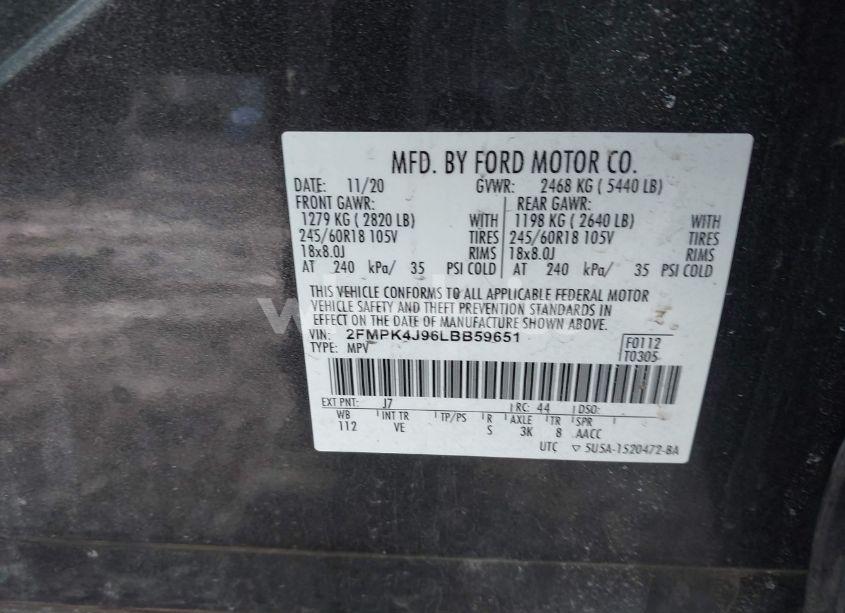 MFD. BY FORD MOTOR CO.
DATE: 11/20 GVWR: 2468 KG ( 5440 LB)
FRONT GAWR: REAR GAWR:
1279 KG ( 2820 LB) WITH 1198 KG ( 2640 LB) WITH
245/60R18 105V TIRES 245/60R18 105V TIRES
18x8.0J RIMS 18x8.0J RIMS
AT 240 kPa/ 35 PSI COLD AT 240 kPa/ 35 PSI COLD
THIS VEHICLE CONFORMS TO ALL APPLICABLE FEDERAL MOTOR
VEHICLE SAFETY AND THEFT PREVENTION STANDARDS IN
EFFECT ON THE DATE OF MANUFACTURE SHOWN ABOVE.
VIN: 2FMPK4J96LBB59651 F0112
TYPE: MPV T0305
EXT PNT: J7 RC: 44 DSO:
WB INT TR TP/PS R AXLE TR SPR
112 VE S 3K 8 AACC
UTC ▽ 5U5A-1520472-BA